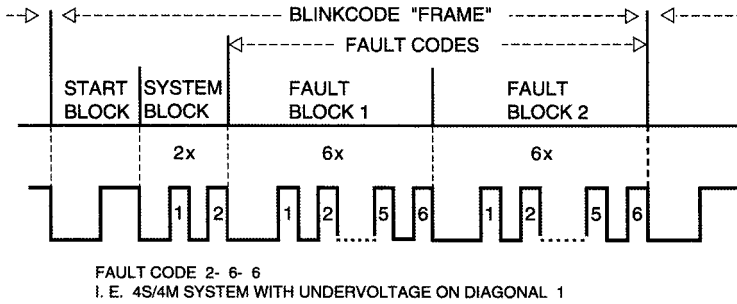 BLINKCODE "FRAME"
FAULT CODES
START BLOCK
SYSTEM BLOCK
FAULT BLOCK 1
FAULT BLOCK 2
2x
6x
6x
1 2 1 2 5 6 1 2 5 6
FAULT CODE 2- 6- 6
I. E. 4S/4M SYSTEM WITH UNDERVOLTAGE ON DIAGONAL 1